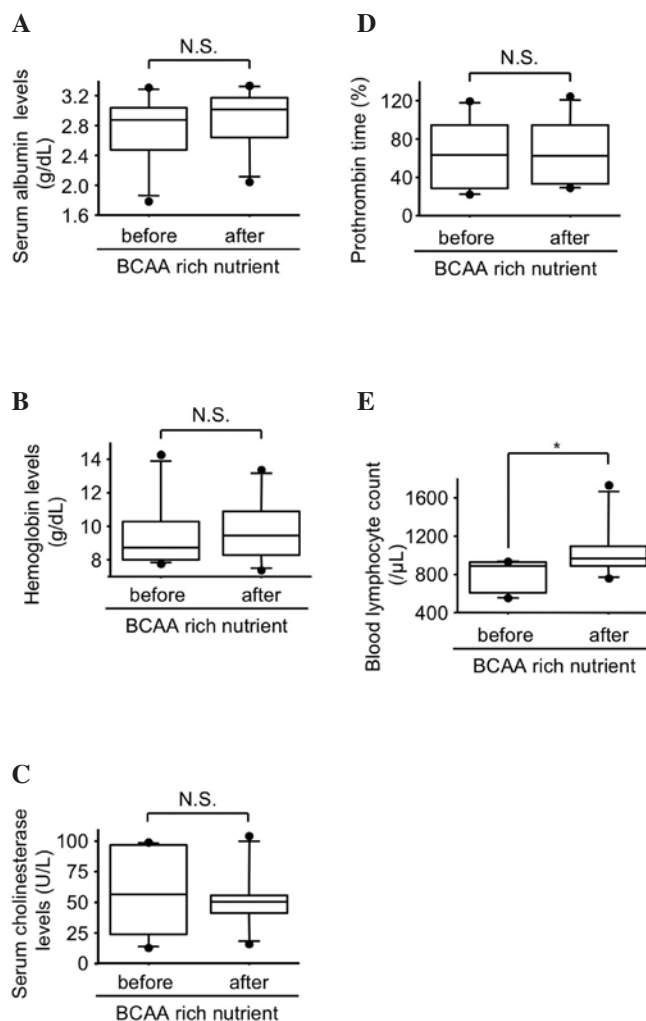 A
N.S.
Serum albumin levels
(g/dL)
3.2
2.8
2.4
2.0
1.6
before
after
BCAA rich nutrient
D
N.S.
Prothrombin time (%)
120
80
40
0
before
after
BCAA rich nutrient
B
N.S.
Hemoglobin levels
(g/dL)
14
12
10
8
before
after
BCAA rich nutrient
E
*
Blood lymphocyte count
(/μL)
1600
1200
800
400
before
after
BCAA rich nutrient
C
N.S.
Serum cholinesterase
levels (U/L)
100
75
50
25
0
before
after
BCAA rich nutrient